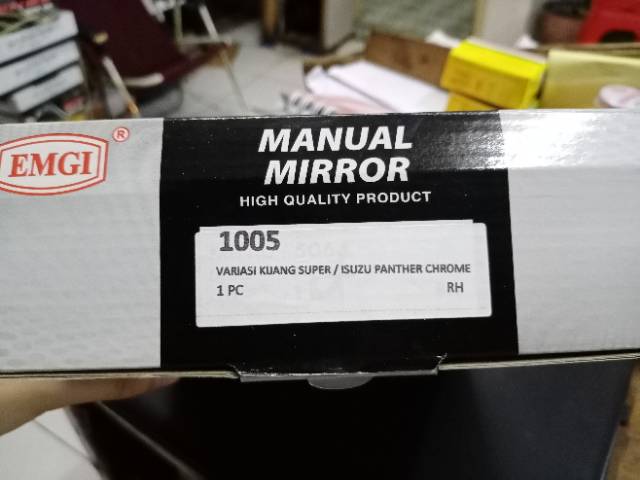 EMGI ®
MANUAL
MIRROR
HIGH QUALITY PRODUCT
1005
VARIASI KIJANG SUPER / ISUZU PANTHER CHROME
1 PC RH